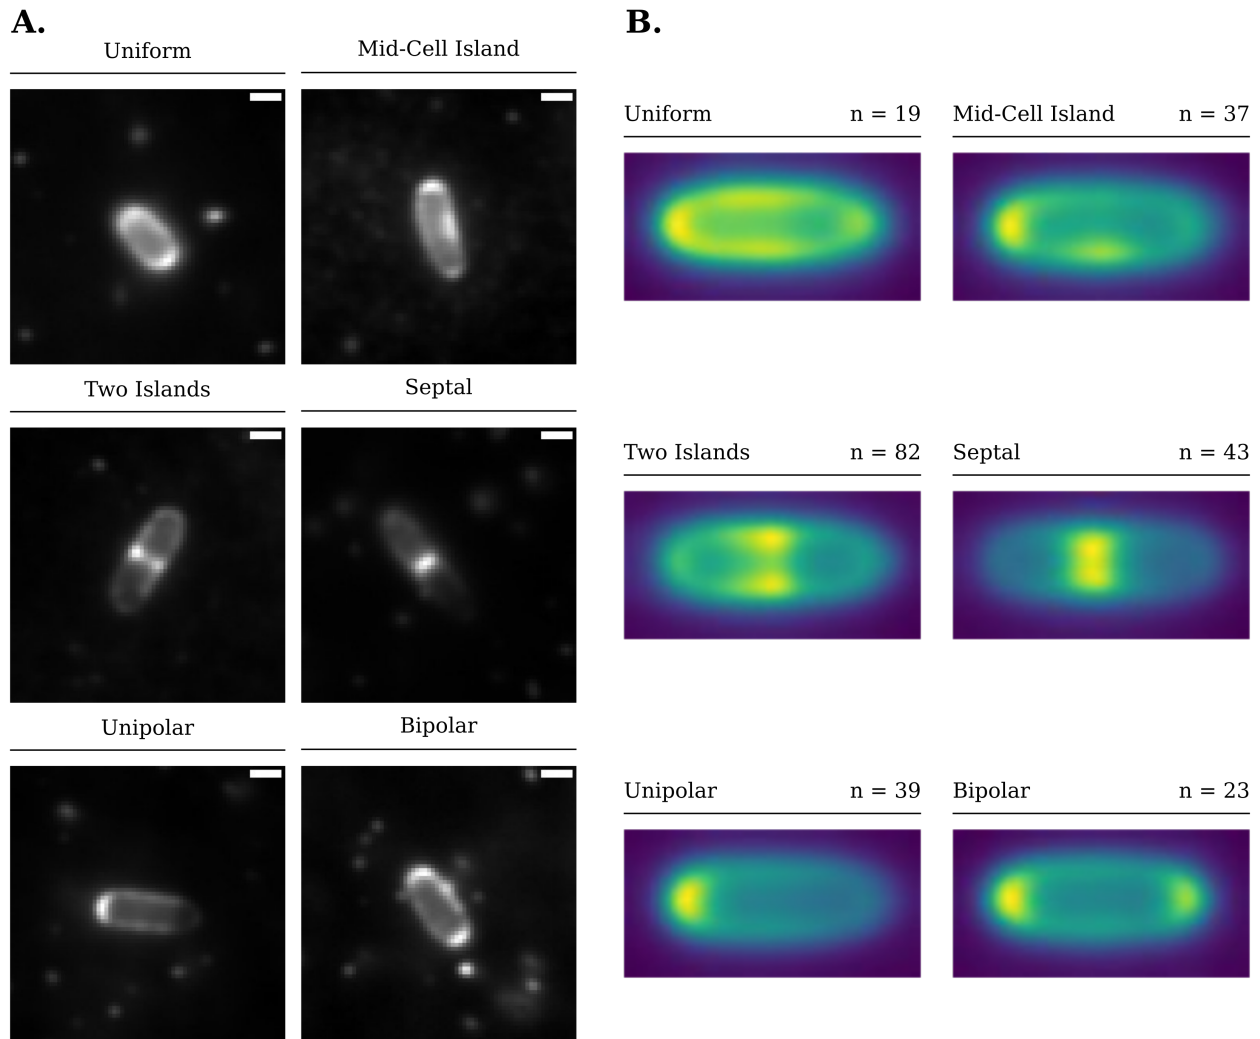 A.
Uniform
Mid-Cell Island
Two Islands
Septal
Unipolar
Bipolar
B.
Uniform n = 19
Mid-Cell Island n = 37
Two Islands n = 82
Septal n = 43
Unipolar n = 39
Bipolar n = 23